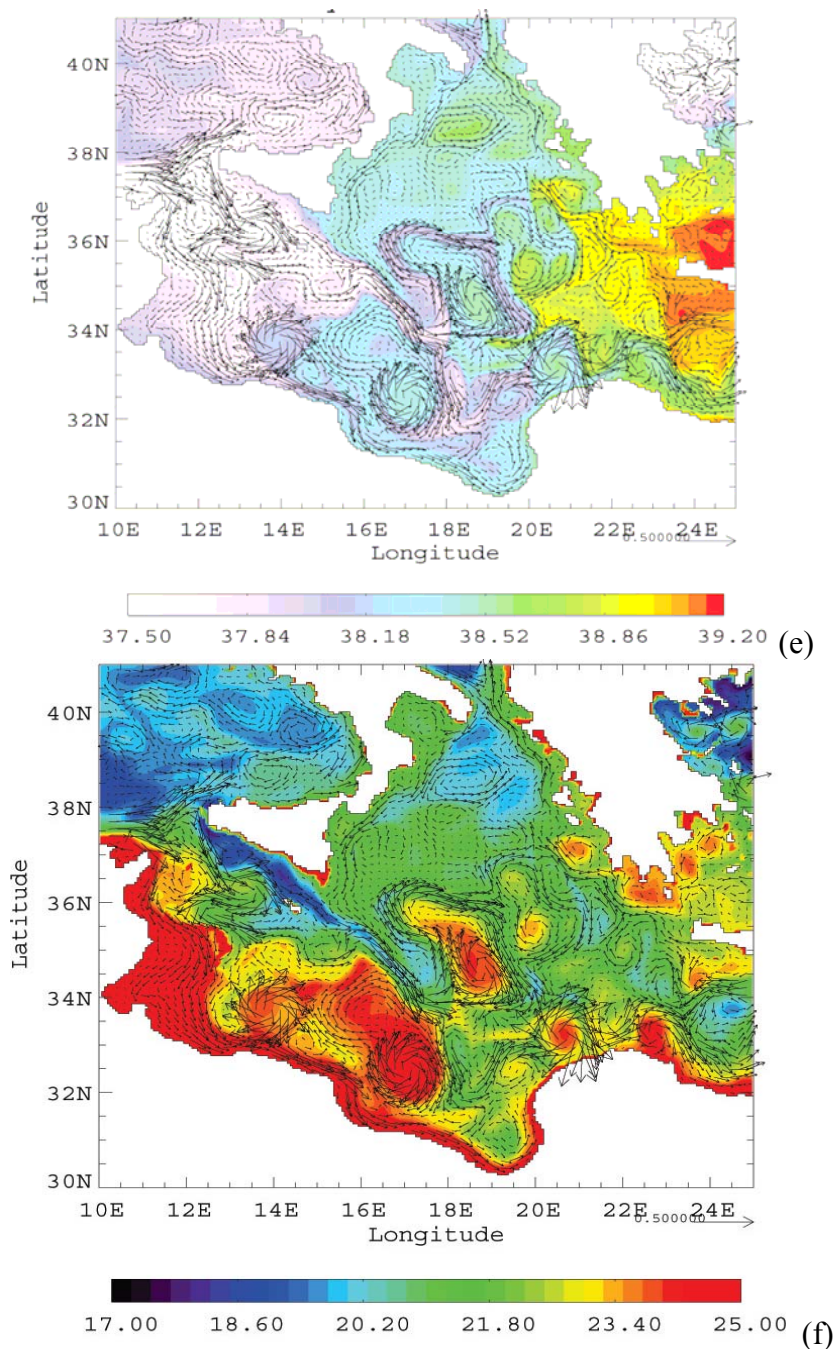 40N
38N
36N
34N
32N
30N
Latitude
10E 12E 14E 16E 18E 20E 22E 24E
0.500000
Longitude
37.50 37.84 38.18 38.52 38.86 39.20 (e)
40N
38N
36N
34N
32N
30N
Latitude
10E 12E 14E 16E 18E 20E 22E 24E
0.500000
Longitude
17.00 18.60 20.20 21.80 23.40 25.00 (f)